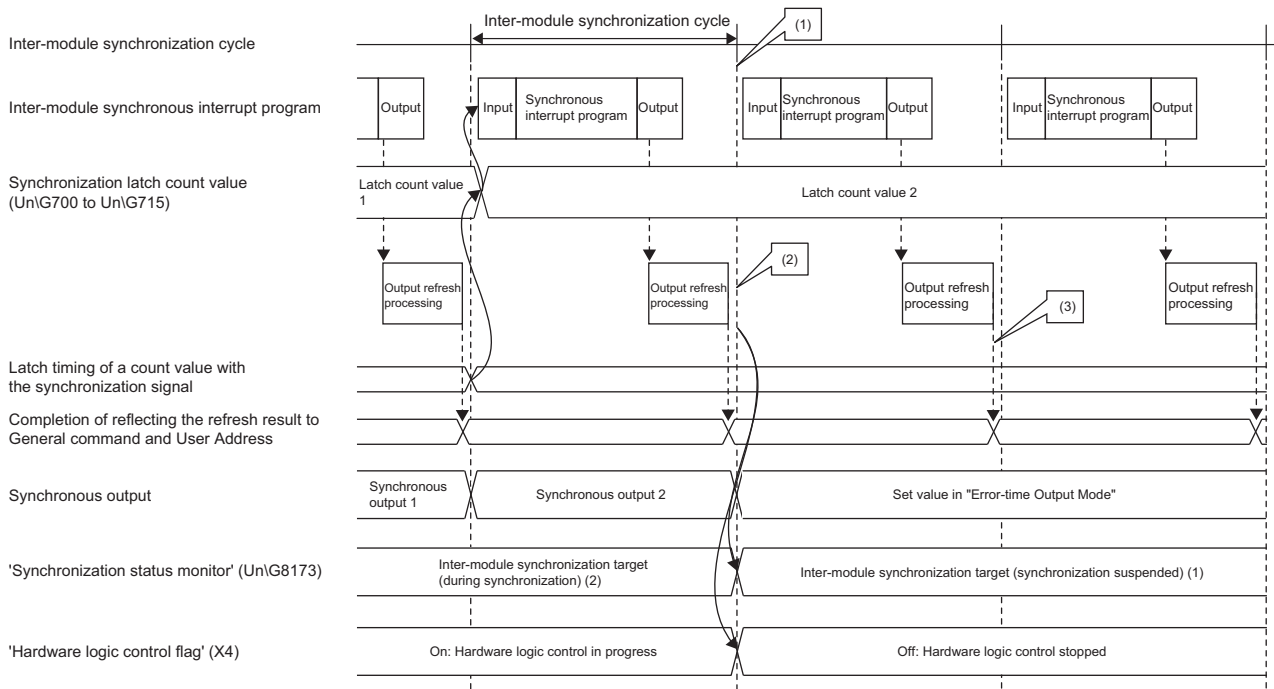 Inter-module synchronization cycle
(1)
Inter-module synchronization cycle
Inter-module synchronous interrupt program
Output
Input
Synchronous
interrupt program
Output
Input
Synchronous
interrupt program
Output
Input
Synchronous
interrupt program
Output
Synchronization latch count value
(Un\G700 to Un\G715)
Latch count value
1
Latch count value 2
(2)
Output refresh
processing
Output refresh
processing
Output refresh
processing
Output refresh
processing
(3)
Latch timing of a count value with
the synchronization signal
Completion of reflecting the refresh result to
General command and User Address
Synchronous output
Synchronous
output 1
Synchronous output 2
Set value in "Error-time Output Mode"
'Synchronization status monitor' (Un\G8173)
Inter-module synchronization target
(during synchronization) (2)
Inter-module synchronization target (synchronization suspended) (1)
'Hardware logic control flag' (X4)
On: Hardware logic control in progress
Off: Hardware logic control stopped